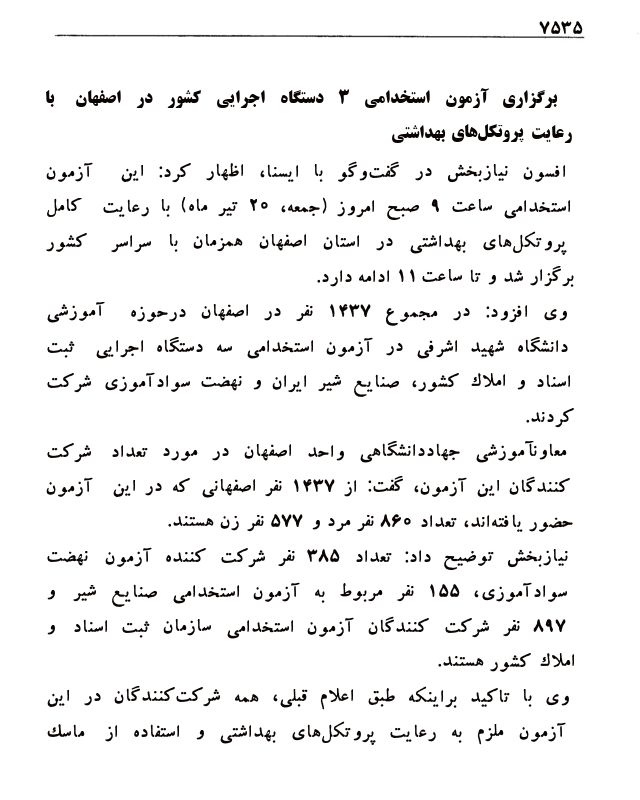 ۷۵۳۵
برگزاری آزمون استخدامی ۳ دستگاه اجرایی کشور در اصفهان با
رعایت پروتکل‌های بهداشتی
افسون نیازبخش در گفت‌وگو با ایسنا، اظهار کرد: این آزمون
استخدامی ساعت ۹ صبح امروز (جمعه، ۲۰ تیر ماه) با رعایت کامل
پروتکل‌های بهداشتی در استان اصفهان همزمان با سراسر کشور
برگزار شد و تا ساعت ۱۱ ادامه دارد.
وی افزود: در مجموع ۱۴۳۷ نفر در اصفهان درحوزه آموزشی
دانشگاه شهید اشرفی در آزمون استخدامی سه دستگاه اجرایی ثبت
اسناد و املاک کشور، صنایع شیر ایران و نهضت سوادآموزی شرکت
کردند.
معاونآموزشی جهاددانشگاهی واحد اصفهان در مورد تعداد شرکت
کنندگان این آزمون، گفت: از ۱۴۳۷ نفر اصفهانی که در این آزمون
حضور یافته‌اند، تعداد ۸۶۰ نفر مرد و ۵۷۷ نفر زن هستند.
نیازبخش توضیح داد: تعداد ۳۸۵ نفر شرکت کننده آزمون نهضت
سوادآموزی، ۱۵۵ نفر مربوط به آزمون استخدامی صنایع شیر و
۸۹۷ نفر شرکت کنندگان آزمون استخدامی سازمان ثبت اسناد و
املاک کشور هستند.
وی با تاکید براینکه طبق اعلام قبلی، همه شرکت‌کنندگان در این
آزمون ملزم به رعایت پروتکل‌های بهداشتی و استفاده از ماسک